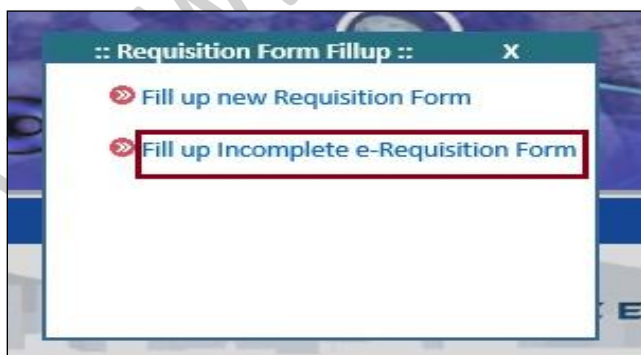 :: Requisition Form Fillup :: X
Fill up new Requisition Form
Fill up Incomplete e-Requisition Form
E